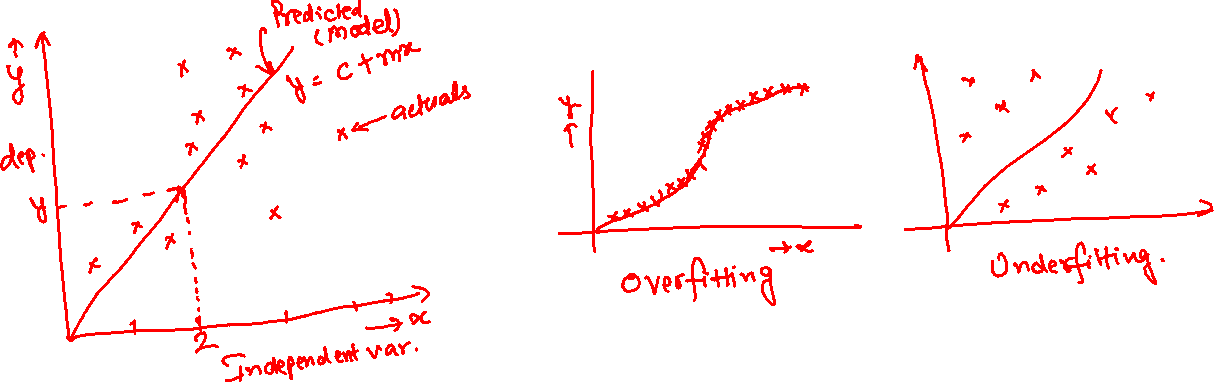 Predicted
(model)
y = c + mx
→ y
actuals
dep.
y
1
2
→ x
Independent var.
Y
→ x
Overfitting
Underfitting.